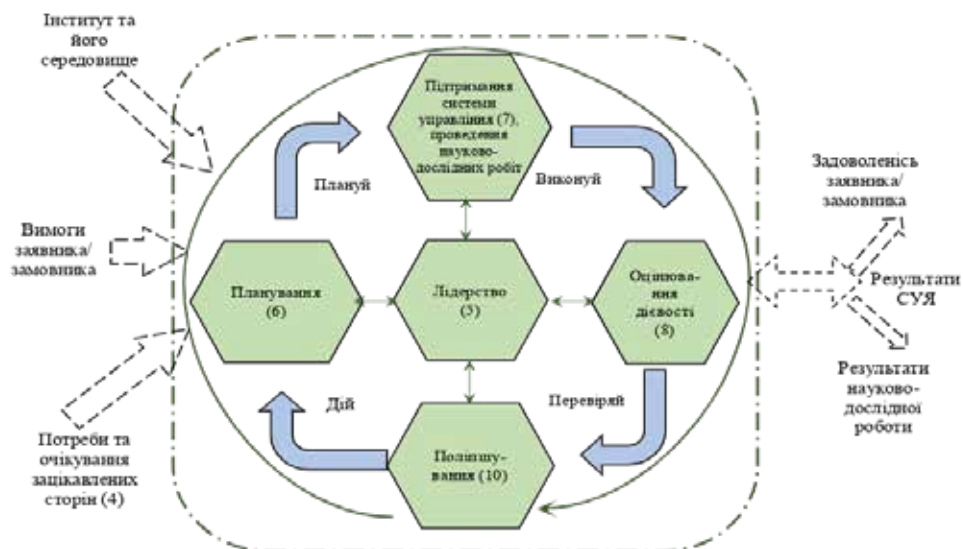 Інститут та
його
середовище
Підтримання
системи
управління (7),
проведення
науково-
дослідних робіт
Плануй
Виконуй
Задоволенісь
заявника/
замовника
Вимоги
заявника/
замовника
Планування
(6)
Лідерство
(5)
Оцінюва-
ння
дієвості
(8)
Результати
СУЯ
Результати
науково-
дослідної
роботи
Дій
Перевіряй
Потреби та
очікування
зацікавлених
сторін (4)
Поліпшу-
вання (10)